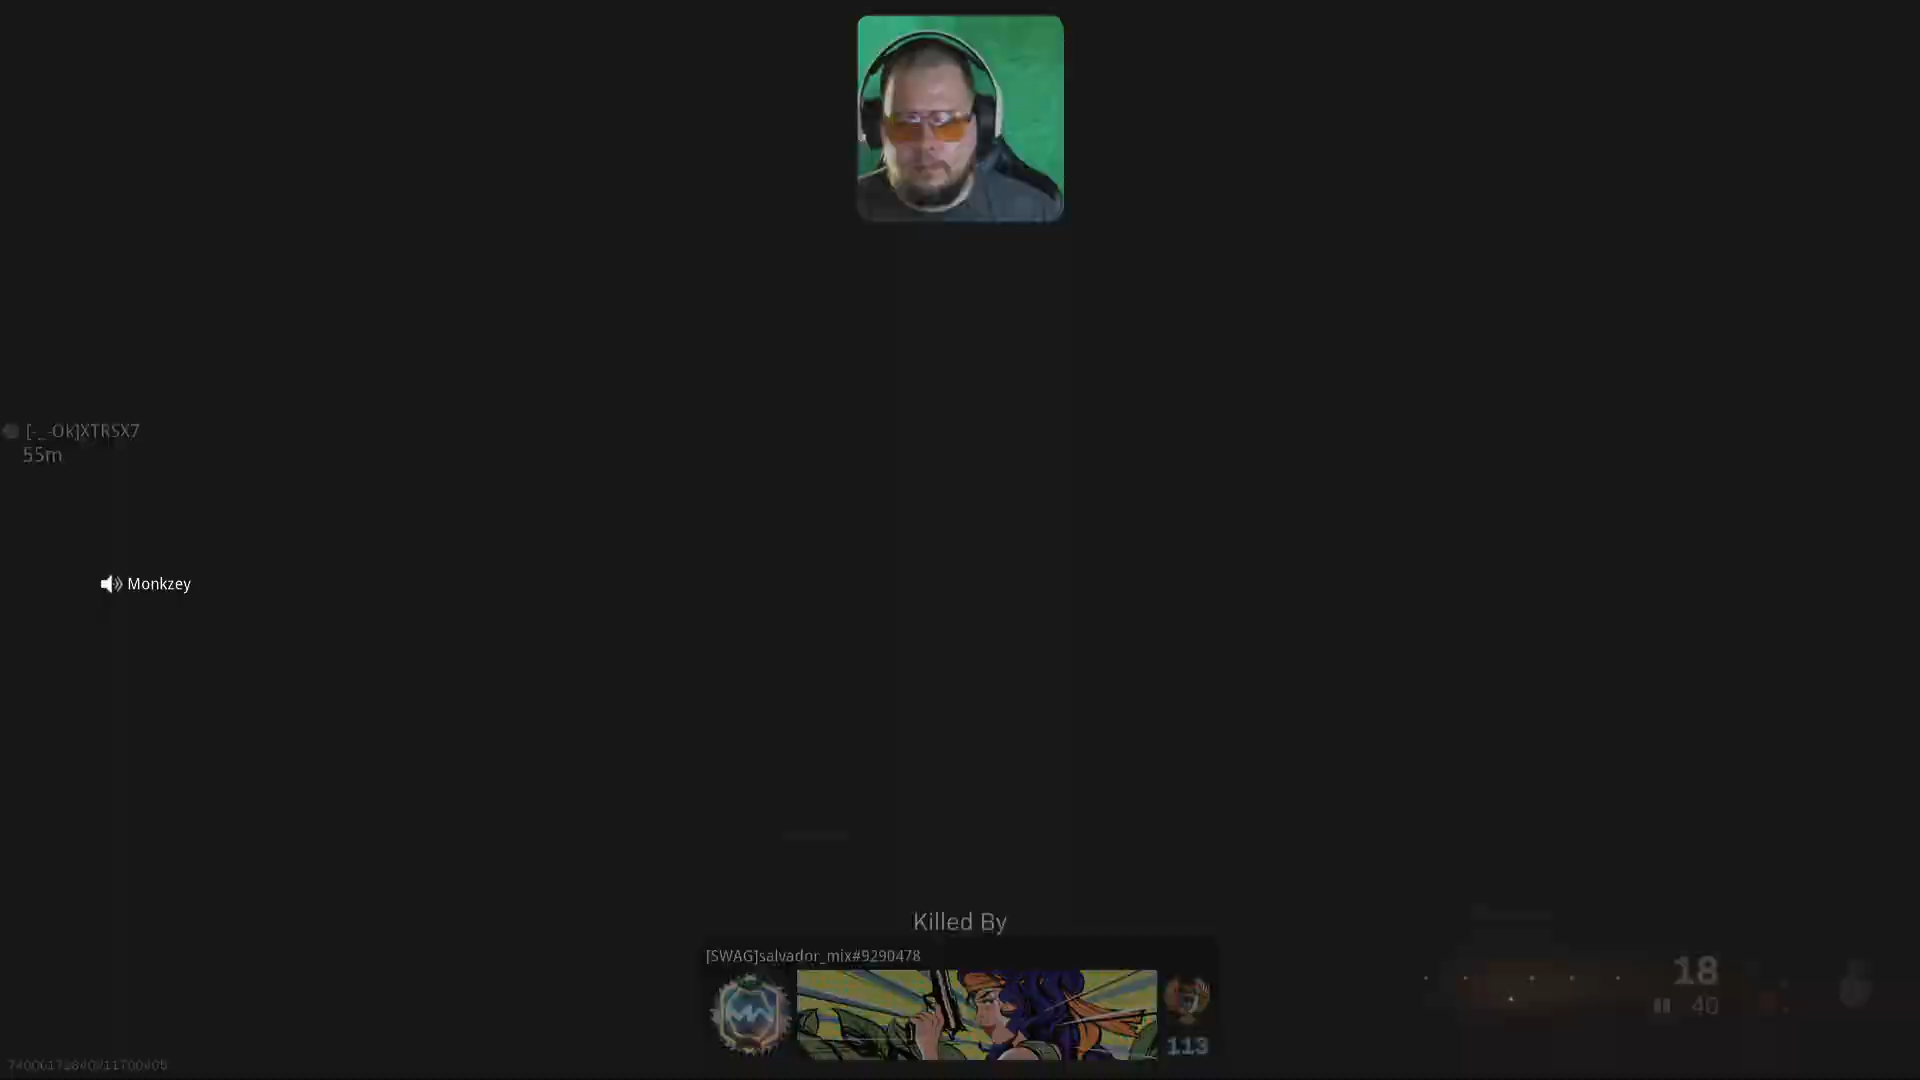 [-_-Ok]XTRSX7
55m
Monkzey
Killed By
[SWAG]salvador_mix#9290478
18
40
113